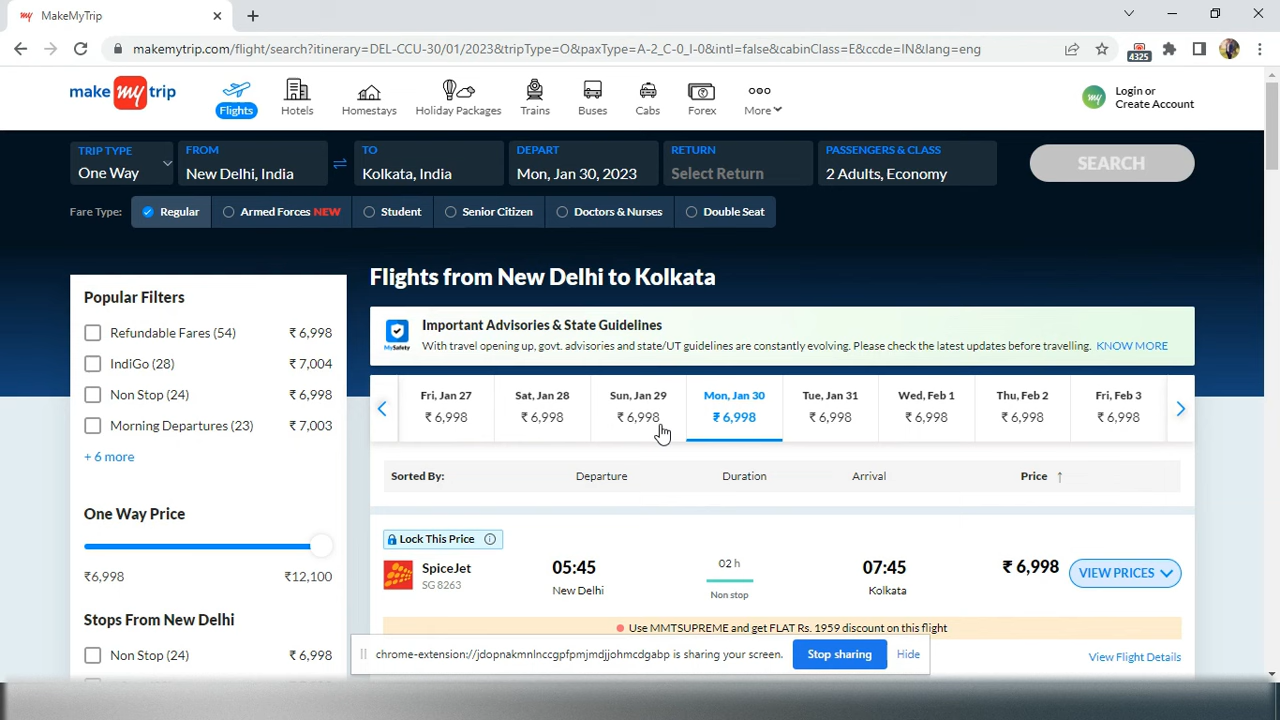 MakeMyTrip
makemytrip.com/flight/search?itinerary=DEL-CCU-30/01/2023&tripType=O&paxType=A-2_C-0_I-0&intl=false&cabinClass=E&ccde=IN&lang=eng
4325
make my trip
Flights
Hotels
Homestays
Holiday Packages
Trains
Buses
Cabs
Forex
More
my
Login or
Create Account
TRIP TYPE
One Way
FROM
New Delhi, India
TO
Kolkata, India
DEPART
Mon, Jan 30, 2023
RETURN
Select Return
PASSENGERS & CLASS
2 Adults, Economy
SEARCH
Fare Type:
Regular
Armed Forces NEW
Student
Senior Citizen
Doctors & Nurses
Double Seat
Popular Filters
Refundable Fares (54) ₹ 6,998
IndiGo (28) ₹ 7,004
Non Stop (24) ₹ 6,998
Morning Departures (23) ₹ 7,003
+ 6 more
One Way Price
₹6,998 ₹12,100
Stops From New Delhi
Non Stop (24) ₹ 6,998
Flights from New Delhi to Kolkata
MySafety
Important Advisories & State Guidelines
With travel opening up, govt. advisories and state/UT guidelines are constantly evolving. Please check the latest updates before travelling. KNOW MORE
Fri, Jan 27
₹ 6,998
Sat, Jan 28
₹ 6,998
Sun, Jan 29
₹ 6,998
Mon, Jan 30
₹ 6,998
Tue, Jan 31
₹ 6,998
Wed, Feb 1
₹ 6,998
Thu, Feb 2
₹ 6,998
Fri, Feb 3
₹ 6,998
Sorted By: Departure Duration Arrival Price ↑
Lock This Price
SpiceJet
SG 8263
05:45
New Delhi
02 h
Non stop
07:45
Kolkata
₹ 6,998
VIEW PRICES
Use MMTSUPREME and get FLAT Rs. 1959 discount on this flight
View Flight Details
chrome-extension://jdopnakmnlnccgpfpmjmdjjohmcdgabp is sharing your screen.
Stop sharing
Hide